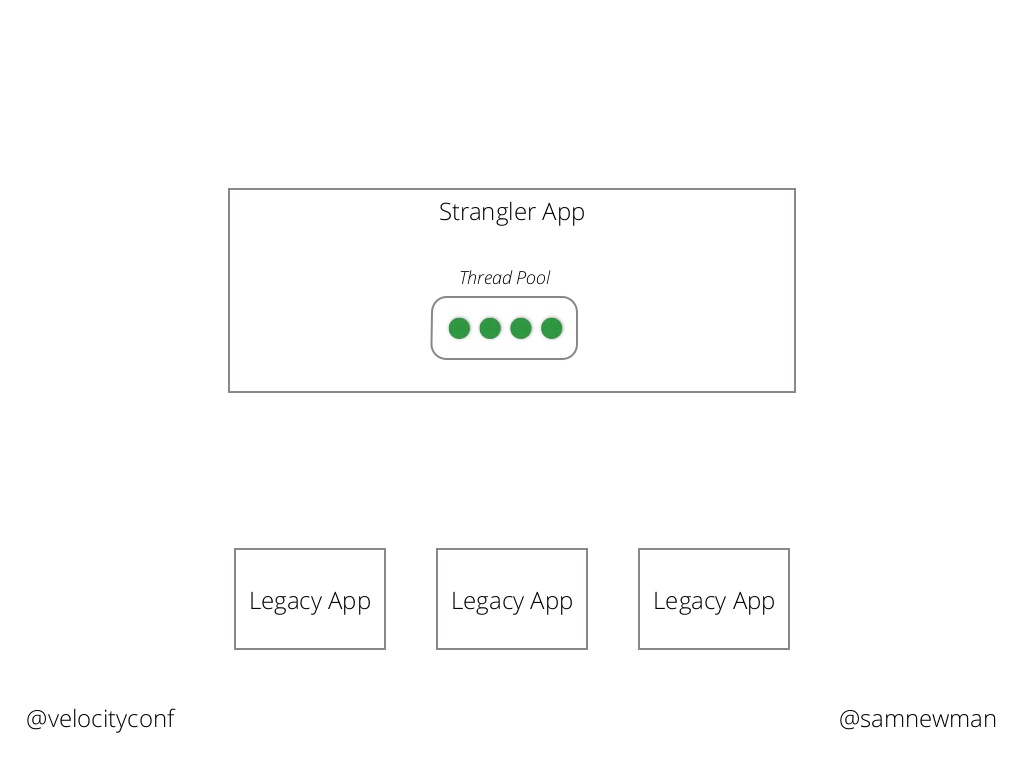 Strangler App
Thread Pool
Legacy App
Legacy App
Legacy App
@velocityconf
@samnewman